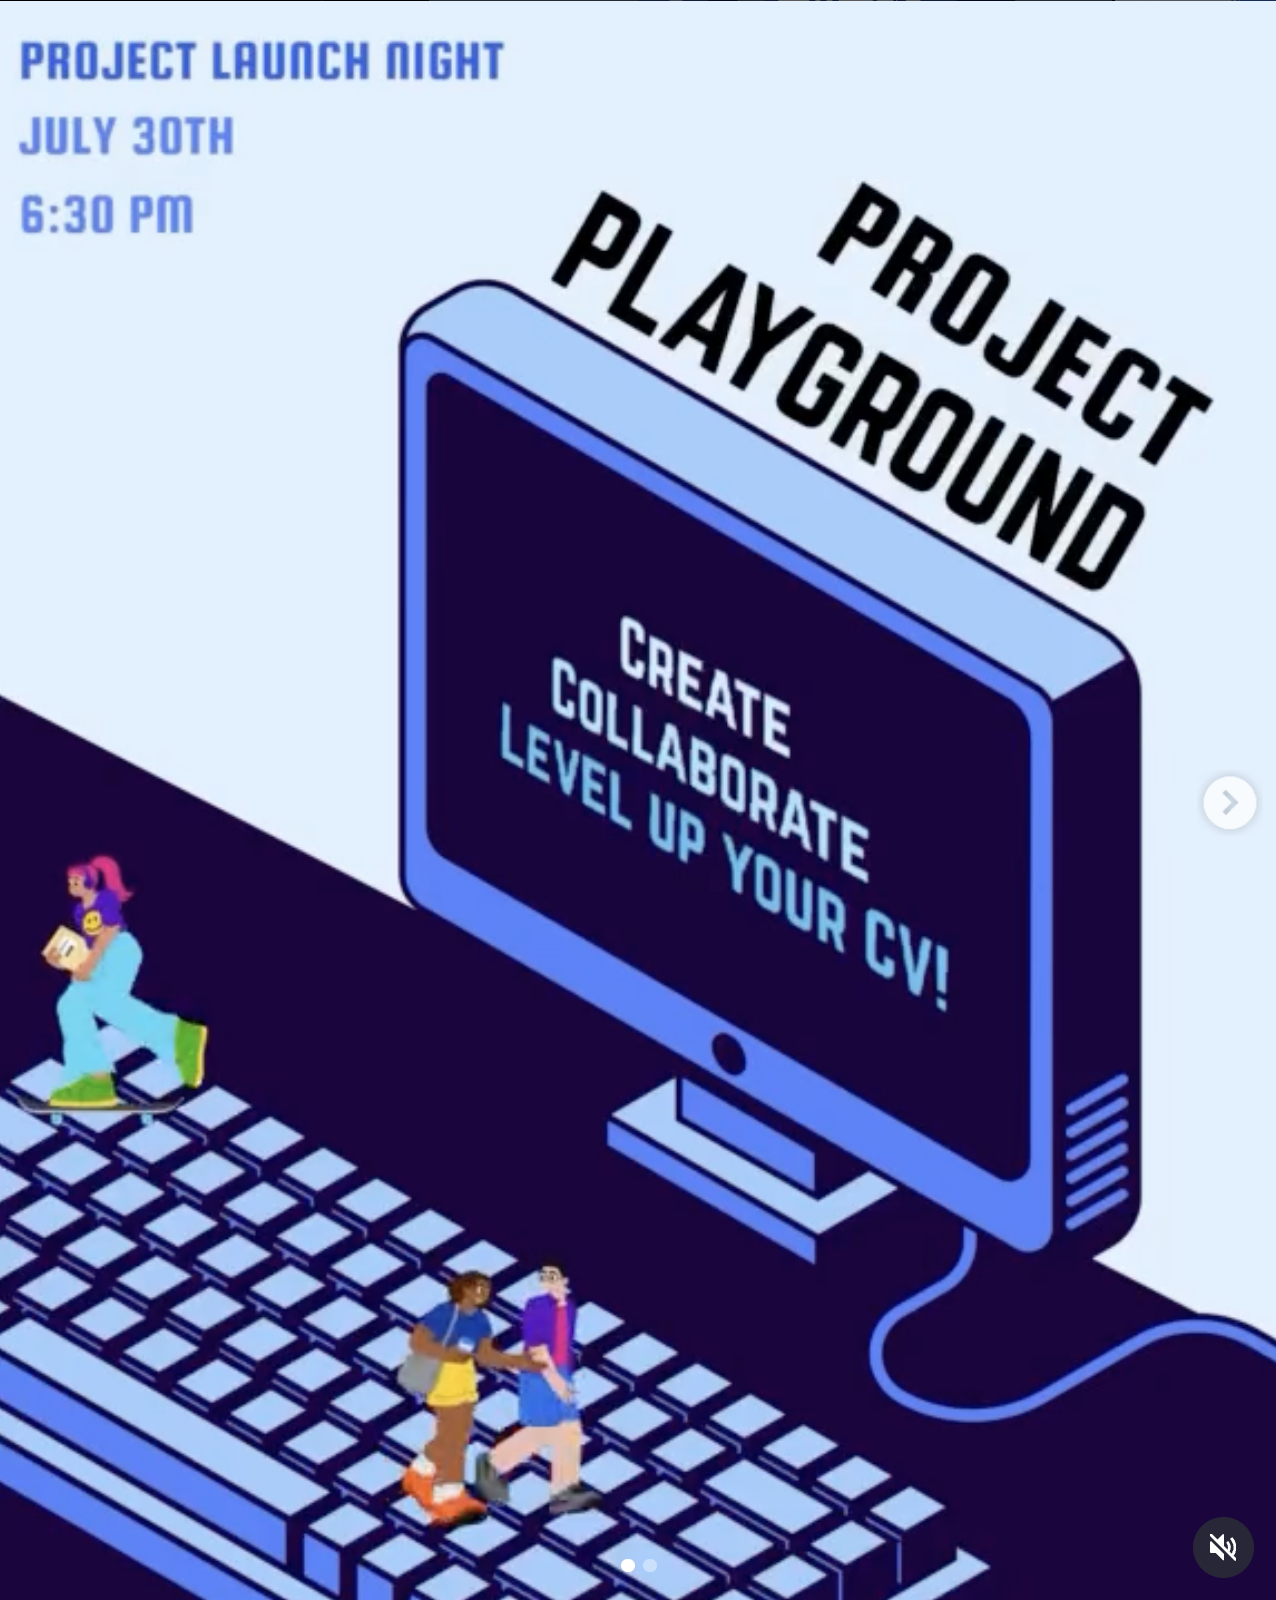 PROJECT LAUNCH NIGHT
JULY 30TH
6:30 PM
PROJECT
PLAYGROUND
CREATE
COLLABORATE
LEVEL UP YOUR CV!